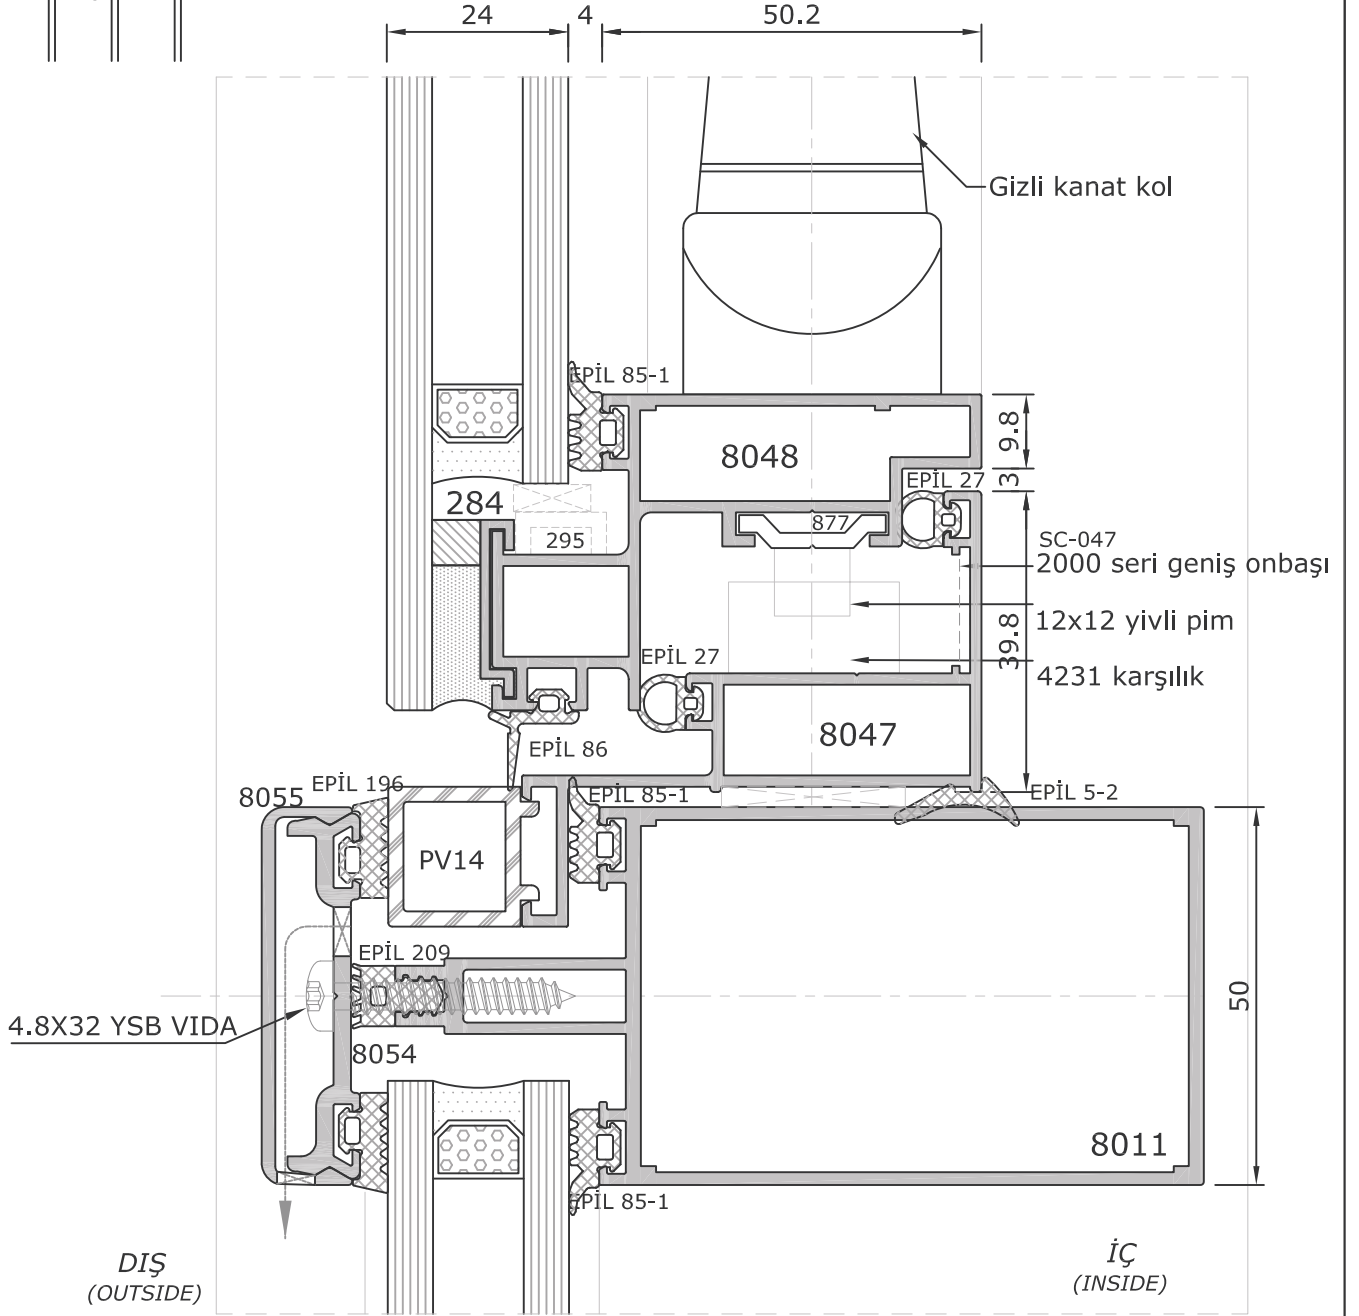 24
4
50.2
Gizli kanat kol
EPİL 85-1
9.8
8048
3
EPİL 27
284
877
295
SC-047
2000 seri geniş onbaşı
39.8
12x12 yivli pim
EPİL 27
4231 karşılık
8047
EPİL 86
EPİL 196
8055
EPİL 85-1
EPİL 5-2
PV14
EPİL 209
50
4.8X32 YSB VIDA
8054
8011
EPİL 85-1
DIŞ
(OUTSIDE)
İÇ
(INSIDE)